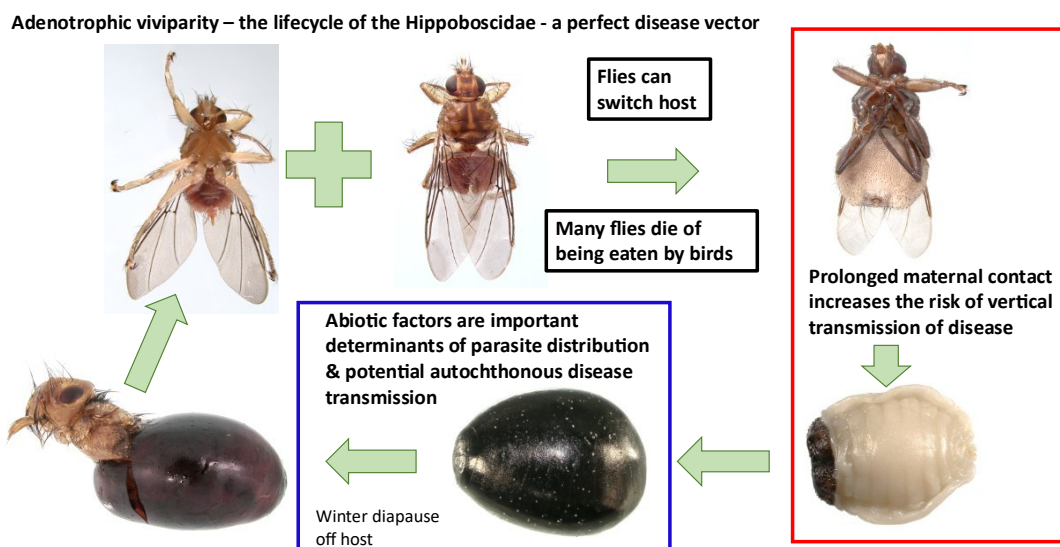 Adenotrophic viviparity – the lifecycle of the Hippoboscidae - a perfect disease vector
Flies can
switch host
Many flies die of
being eaten by birds
Prolonged maternal contact
increases the risk of vertical
transmission of disease
Abiotic factors are important
determinants of parasite distribution
& potential autochthonous disease
transmission
Winter diapause
off host